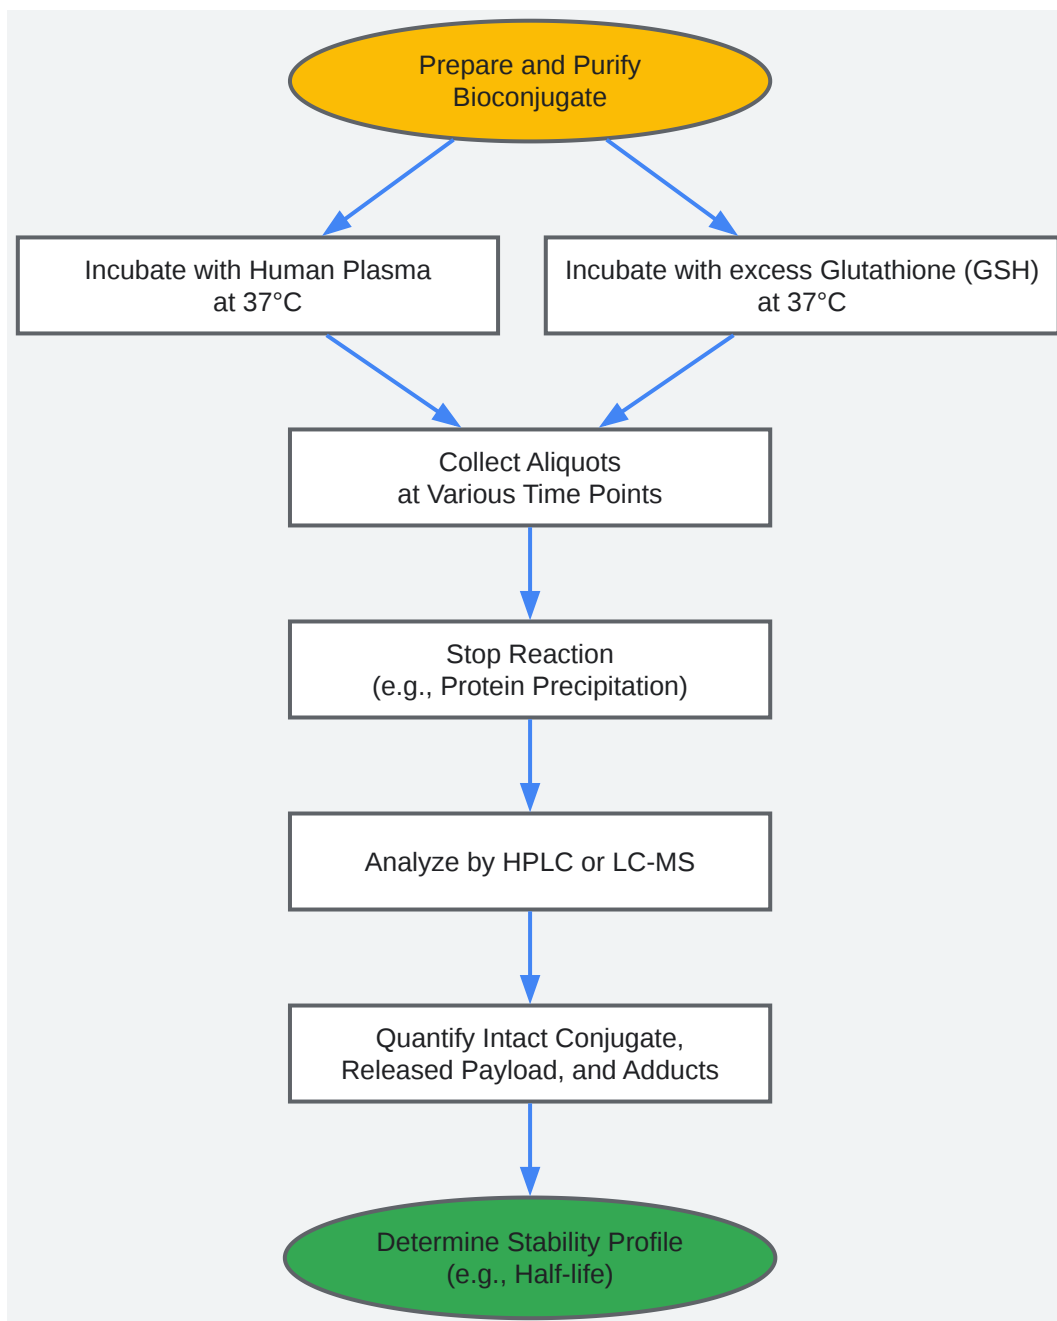 Prepare and Purify
Bioconjugate
Incubate with Human Plasma
at 37°C
Incubate with excess Glutathione (GSH)
at 37°C
Collect Aliquots
at Various Time Points
Stop Reaction
(e.g., Protein Precipitation)
Analyze by HPLC or LC-MS
Quantify Intact Conjugate,
Released Payload, and Adducts
Determine Stability Profile
(e.g., Half-life)